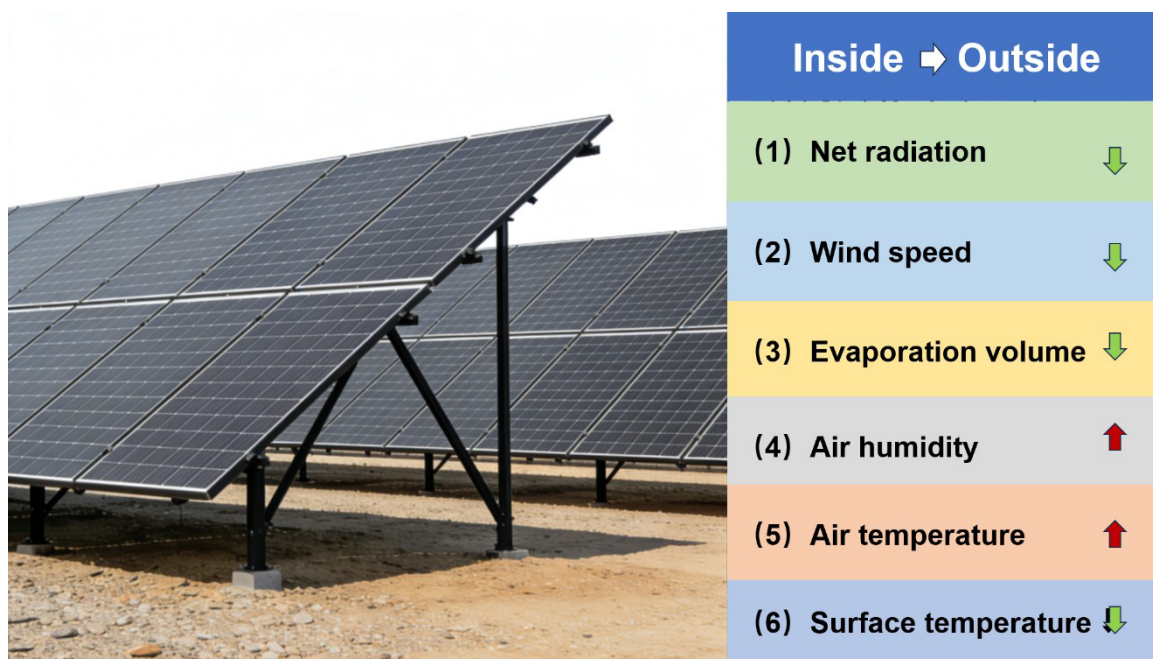 Inside ➪ Outside
(1) Net radiation
(2) Wind speed
(3) Evaporation volume
(4) Air humidity
(5) Air temperature
(6) Surface temperature